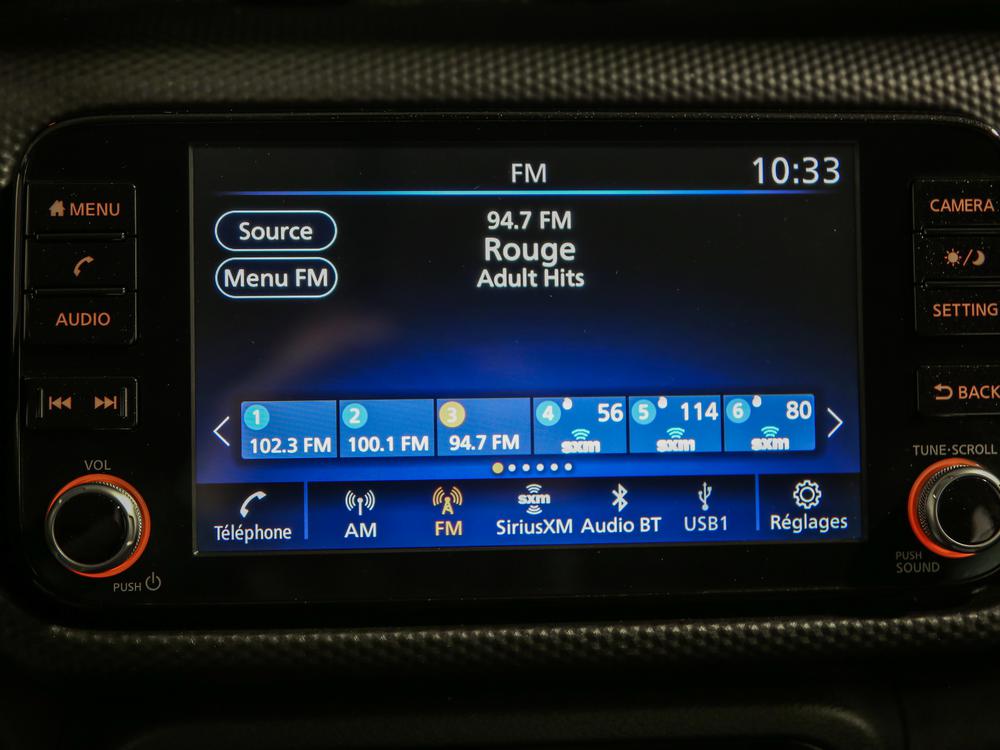 FM
10:33
MENU
AUDIO
VOL
PUSH
Source
Menu FM
94.7 FM
Rouge
Adult Hits
1
102.3 FM
2
100.1 FM
3
94.7 FM
4 56
sxm
5 114
sxm
6 80
sxm
Téléphone
AM
FM
sxm
SiriusXM
Audio BT
USB1
Réglages
CAMERA
SETTING
BACK
TUNE·SCROLL
PUSH
SOUND